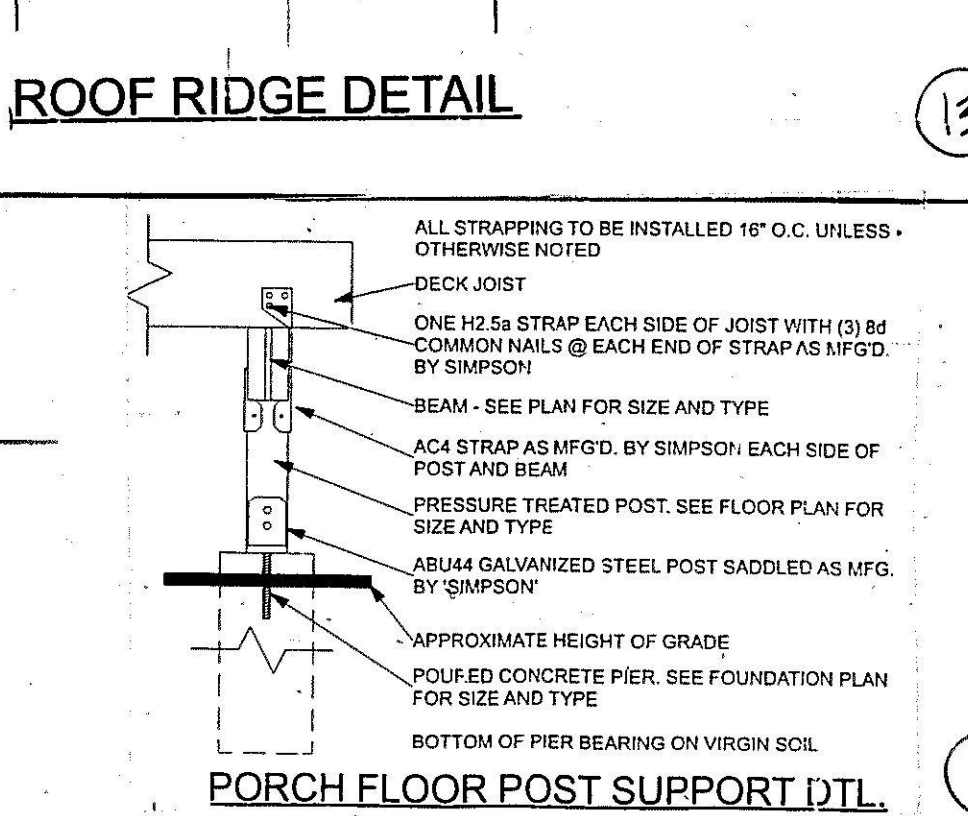 ROOF RIDGE DETAIL
13
ALL STRAPPING TO BE INSTALLED 16" O.C. UNLESS
OTHERWISE NOTED
DECK JOIST
ONE H2.5a STRAP EACH SIDE OF JOIST WITH (3) 8d
COMMON NAILS @ EACH END OF STRAP AS MFG'D.
BY SIMPSON
BEAM - SEE PLAN FOR SIZE AND TYPE
AC4 STRAP AS MFG'D. BY SIMPSON EACH SIDE OF
POST AND BEAM
PRESSURE TREATED POST. SEE FLOOR PLAN FOR
SIZE AND TYPE
ABU44 GALVANIZED STEEL POST SADDLED AS MFG.
BY 'SIMPSON'
APPROXIMATE HEIGHT OF GRADE
POURED CONCRETE PIER. SEE FOUNDATION PLAN
FOR SIZE AND TYPE
BOTTOM OF PIER BEARING ON VIRGIN SOIL
PORCH FLOOR POST SUPPORT DTL.